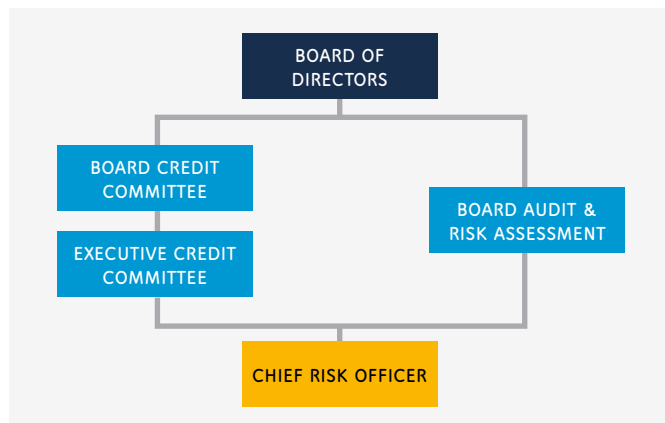 BOARD OF
DIRECTORS
BOARD CREDIT
COMMITTEE
EXECUTIVE CREDIT
COMMITTEE
BOARD AUDIT &
RISK ASSESSMENT
CHIEF RISK OFFICER